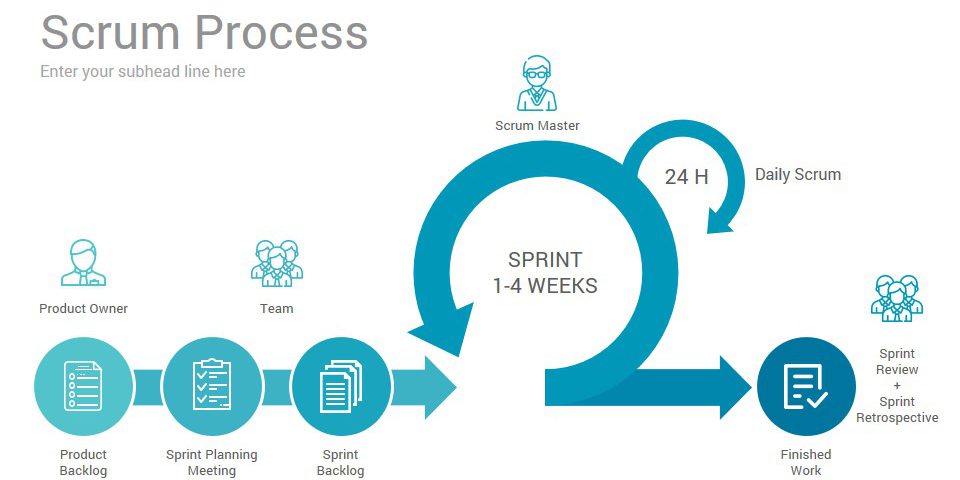 Scrum Process
Enter your subhead line here
Scrum Master
24 H
Daily Scrum
SPRINT
1-4 WEEKS
Product Owner
Team
Product
Backlog
Sprint Planning
Meeting
Sprint
Backlog
Finished
Work
Sprint
Review
+
Sprint
Retrospective